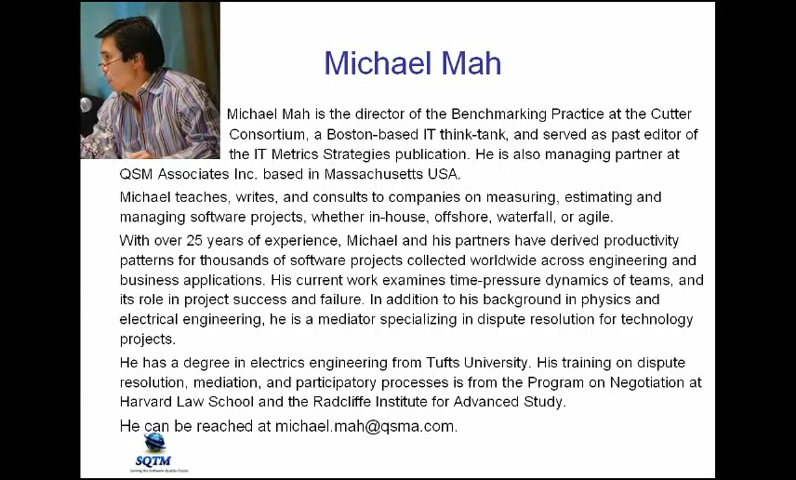 Michael Mah
Michael Mah is the director of the Benchmarking Practice at the Cutter
Consortium, a Boston-based IT think-tank, and served as past editor of
the IT Metrics Strategies publication. He is also managing partner at
QSM Associates Inc. based in Massachusetts USA.
Michael teaches, writes, and consults to companies on measuring, estimating and
managing software projects, whether in-house, offshore, waterfall, or agile.
With over 25 years of experience, Michael and his partners have derived productivity
patterns for thousands of software projects collected worldwide across engineering and
business applications. His current work examines time-pressure dynamics of teams, and
its role in project success and failure. In addition to his background in physics and
electrical engineering, he is a mediator specializing in dispute resolution for technology
projects.
He has a degree in electrics engineering from Tufts University. His training on dispute
resolution, mediation, and participatory processes is from the Program on Negotiation at
Harvard Law School and the Radcliffe Institute for Advanced Study.
He can be reached at michael.mah@qsma.com.
SQTM